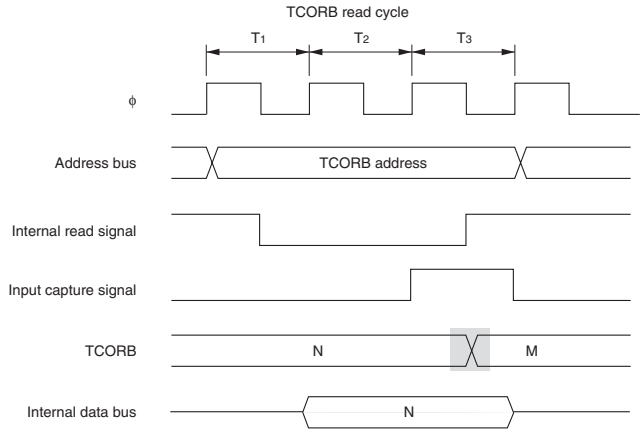 TCORB read cycle
T1 T2 T3
φ
Address bus TCORB address
Internal read signal
Input capture signal
TCORB N M
Internal data bus N